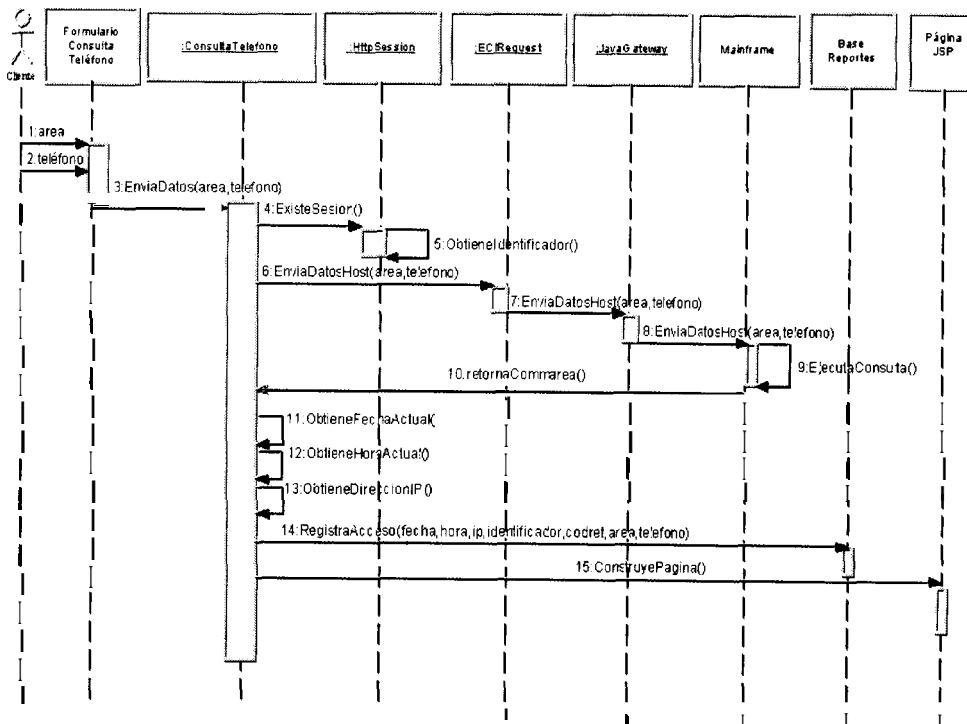 Cliente
Formulario
Consulta
Teléfono
:ConsultaTelefono
:HttpSession
:ECIRequest
:JavaGateway
Mainframe
Base
Reportes
Página
JSP
1:area
2:teléfono
3:EnviaDatos(area,telefono)
4:ExisteSesion()
5:ObtieneIdentificador()
6:EnviaDatosHost(area,telefono)
7:EnviaDatosHost(area,telefono)
8:EnviaDatosHost(area,telefono)
9:EjecutaConsulta()
10:retornaCommarea()
11:ObtieneFechaActual(
12:ObtieneHoraActual()
13:ObtieneDireccionIP()
14:RegistraAcceso(fecha,hora,ip,identificador,codret,area,telefono)
15:ConstruyePagina()